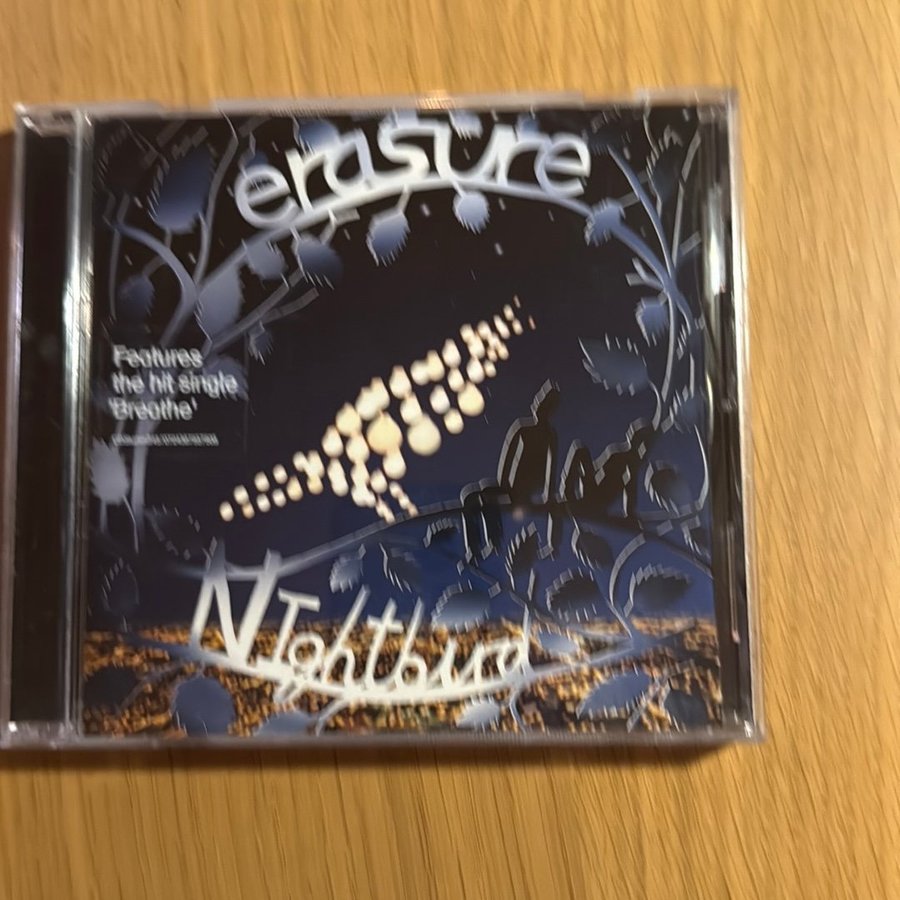 erasure
Features
the hit single
'Breathe'
Nightbird